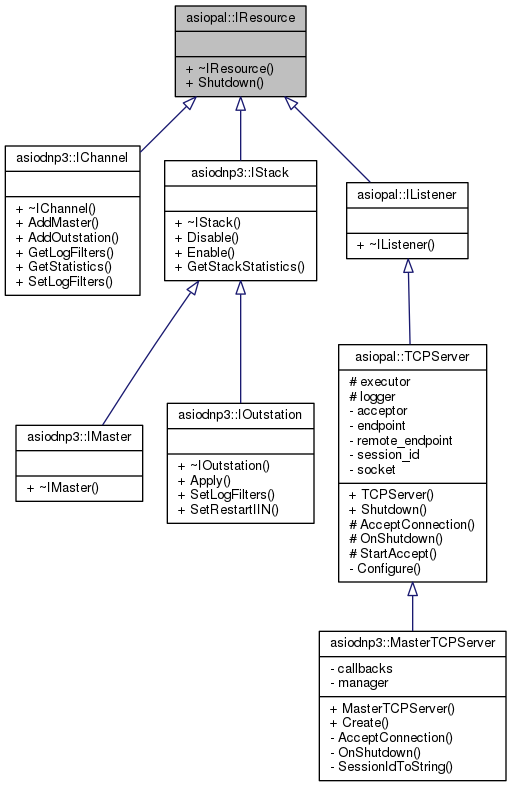 asiopal::IResource
+ ~IResource()
+ Shutdown()
asiodnp3::IChannel
+ ~IChannel()
+ AddMaster()
+ AddOutstation()
+ GetLogFilters()
+ GetStatistics()
+ SetLogFilters()
asiodnp3::IStack
+ ~IStack()
+ Disable()
+ Enable()
+ GetStackStatistics()
asiopal::IListener
+ ~IListener()
asiodnp3::IMaster
+ ~IMaster()
asiodnp3::IOutstation
+ ~IOutstation()
+ Apply()
+ SetLogFilters()
+ SetRestartIIN()
asiopal::TCPServer
# executor
# logger
- acceptor
- endpoint
- remote_endpoint
- session_id
- socket
+ TCPServer()
+ Shutdown()
# AcceptConnection()
# OnShutdown()
# StartAccept()
- Configure()
asiodnp3::MasterTCPServer
- callbacks
- manager
+ MasterTCPServer()
+ Create()
- AcceptConnection()
- OnShutdown()
- SessionIdToString()